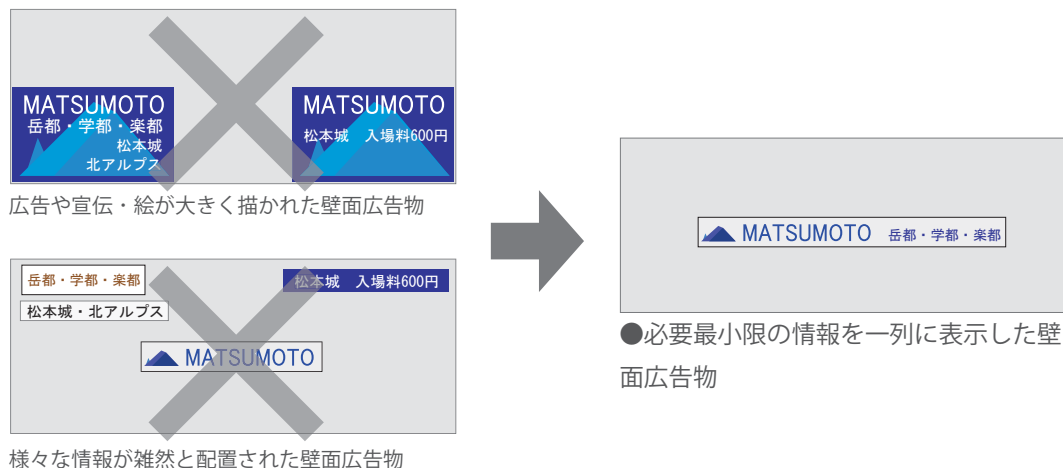 MATSUMOTO
岳都・学都・楽都
松本城
北アルプス
MATSUMOTO
松本城　入場料600円
広告や宣伝・絵が大きく描かれた壁面広告物
岳都・学都・楽都
松本城・北アルプス
松本城　入場料600円
MATSUMOTO
様々な情報が雑然と配置された壁面広告物
MATSUMOTO 岳都・学都・楽都
●必要最小限の情報を一列に表示した壁
面広告物